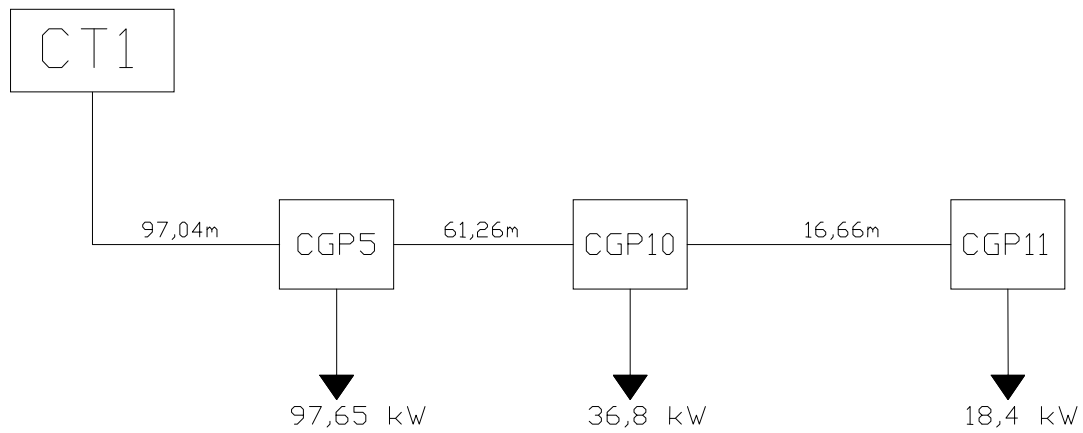 CT1
97,04m
61,26m
16,66m
CGP5
CGP10
CGP11
97,65 kW
36,8 kW
18,4 kW